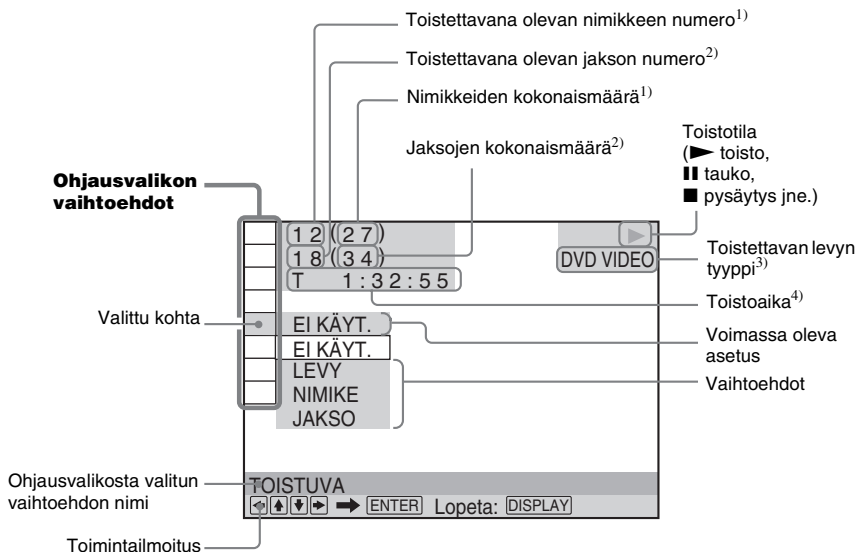 Toistettavana olevan nimikkeen numero1)
Toistettavana olevan jakson numero2)
Nimikkeiden kokonaismäärä1)
Jaksojen kokonaismäärä2)
Toistotila
(► toisto,
▮▮ tauko,
■ pysäytys jne.)
Ohjausvalikon
vaihtoehdot
12 (27)
18 (34)
T 1:32:55
►
DVD VIDEO
Toistettavan levyn
tyyppi3)
Toistoaika4)
Valittu kohta
EI KÄYT.
EI KÄYT.
LEVY
NIMIKE
JAKSO
Voimassa oleva
asetus
Vaihtoehdot
Ohjausvalikosta valitun
vaihtoehdon nimi
TOISTUVA
←↑↓→ ➡ ENTER Lopeta: DISPLAY
Toimintailmoitus